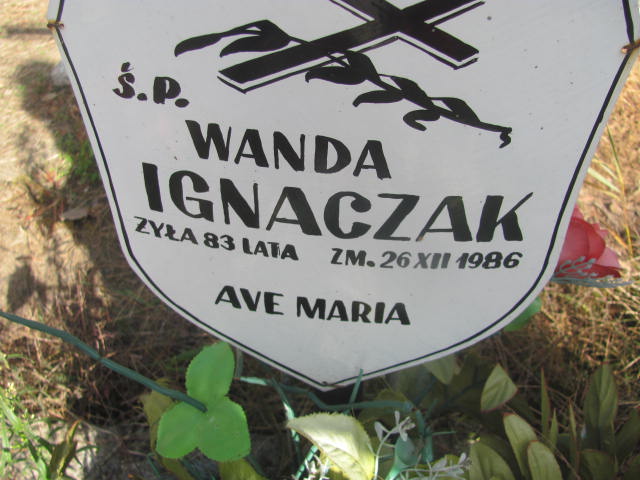 Ś.P.
WANDA
IGNACZAK
ŻYŁA 83 LATA ZM. 26 XII 1986
AVE MARIA